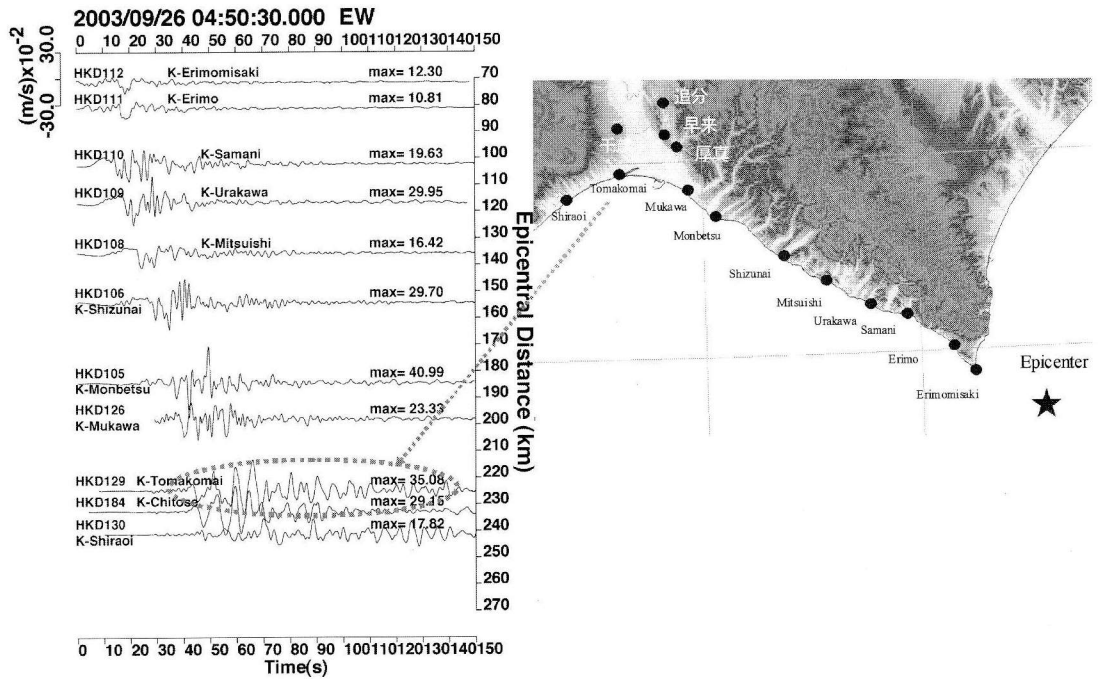 2003/09/26 04:50:30.000 EW
0 10 20 30 40 50 60 70 80 90 100 110 120 130 140 150
(m/s)x10-2
30.0
-30.0
HKD112 K-Erimomisaki max= 12.30
HKD111 K-Erimo max= 10.81
HKD110 K-Samani max= 19.63
HKD109 K-Urakawa max= 29.95
HKD108 K-Mitsuishi max= 16.42
HKD106 max= 29.70
K-Shizunai
HKD105 max= 40.99
K-Monbetsu
HKD126 max= 23.33
K-Mukawa
HKD129 K-Tomakomai max= 35.08
HKD184 K-Chitose max= 29.15
HKD130 max= 17.82
K-Shiraoi
70
80
90
100
110
120
130
140
150
160
170
180
190
200
210
220
230
240
250
260
270
Epicentral Distance (km)
0 10 20 30 40 50 60 70 80 90 100 110 120 130 140 150
Time(s)
追分
早来
厚真
Tomakomai
Shiraoi
Mukawa
Monbetsu
Shizunai
Mitsuishi
Urakawa
Samani
Erimo
Erimomisaki
Epicenter